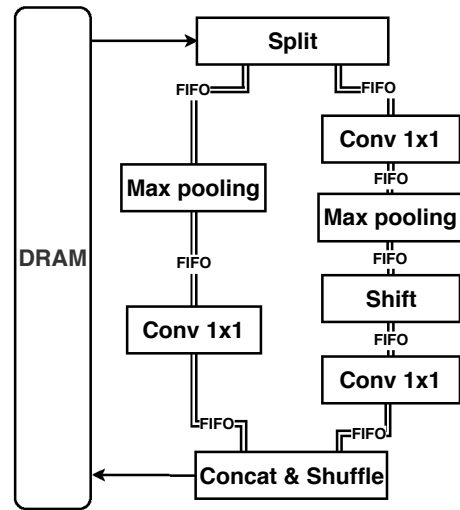 Split
FIFO
FIFO
Conv 1x1
FIFO
Max pooling
Max pooling
DRAM
FIFO
FIFO
Shift
Conv 1x1
FIFO
Conv 1x1
FIFO
FIFO
Concat & Shuffle